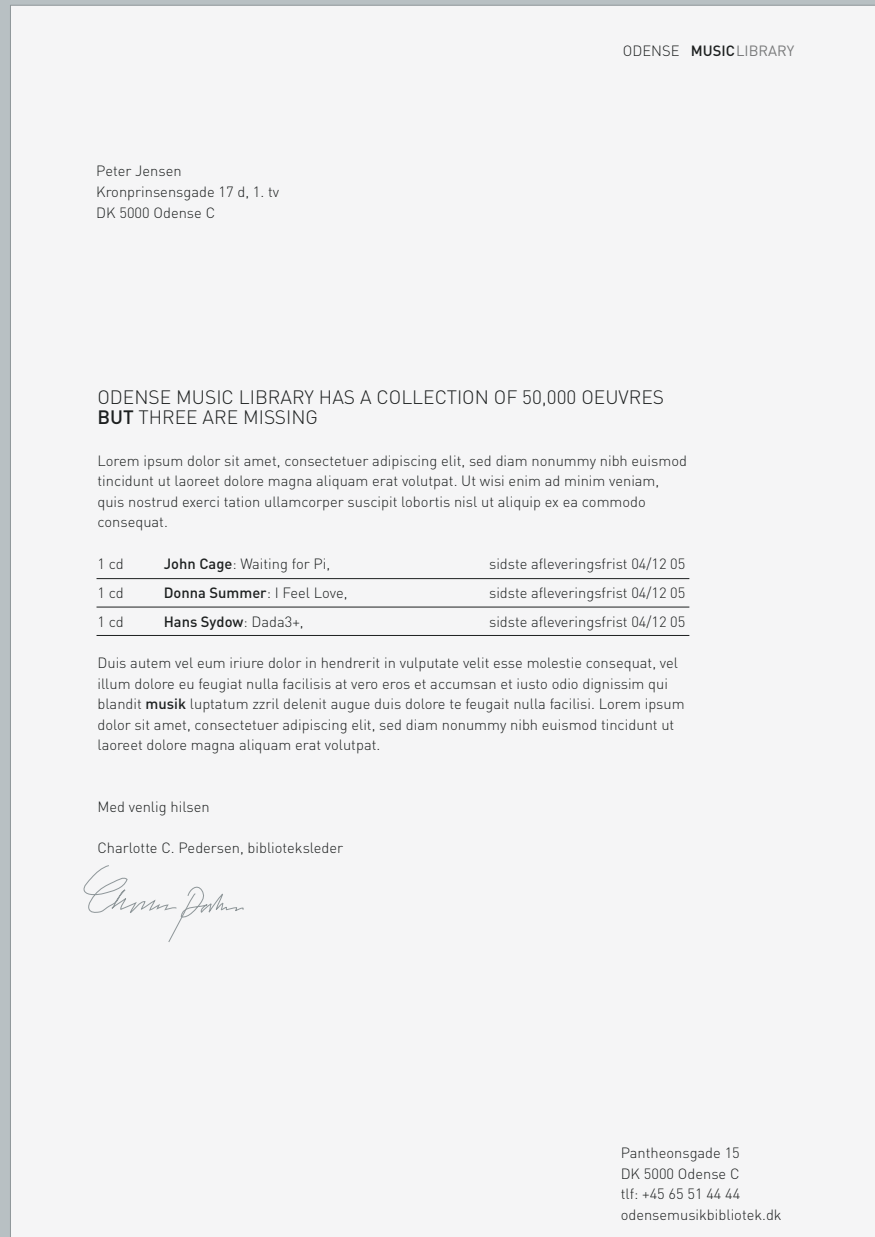 ODENSE MUSICLIBRARY
Peter Jensen
Kronprinsensgade 17 d, 1. tv
DK 5000 Odense C
ODENSE MUSIC LIBRARY HAS A COLLECTION OF 50,000 OEUVRES
BUT THREE ARE MISSING
Lorem ipsum dolor sit amet, consectetuer adipiscing elit, sed diam nonummy nibh euismod
tincidunt ut laoreet dolore magna aliquam erat volutpat. Ut wisi enim ad minim veniam,
quis nostrud exerci tation ullamcorper suscipit lobortis nisl ut aliquip ex ea commodo
consequat.
1 cd John Cage: Waiting for Pi, sidste afleveringsfrist 04/12 05
1 cd Donna Summer: I Feel Love, sidste afleveringsfrist 04/12 05
1 cd Hans Sydow: Dada3+, sidste afleveringsfrist 04/12 05
Duis autem vel eum iriure dolor in hendrerit in vulputate velit esse molestie consequat, vel
illum dolore eu feugiat nulla facilisis at vero eros et accumsan et iusto odio dignissim qui
blandit musik luptatum zzril delenit augue duis dolore te feugait nulla facilisi. Lorem ipsum
dolor sit amet, consectetuer adipiscing elit, sed diam nonummy nibh euismod tincidunt ut
laoreet dolore magna aliquam erat volutpat.
Med venlig hilsen
Charlotte C. Pedersen, biblioteksleder
Pantheonsgade 15
DK 5000 Odense C
tlf: +45 65 51 44 44
odensemusikbibliotek.dk